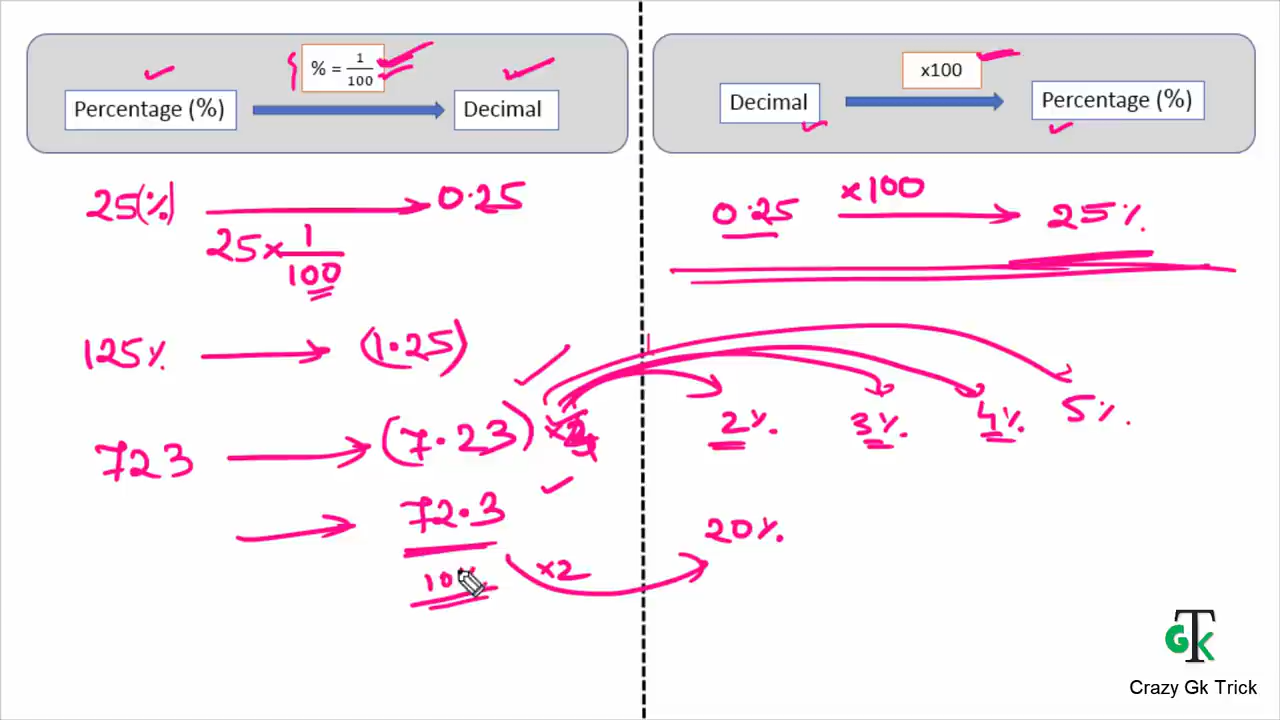 % = 1/100
Percentage (%) Decimal
x100
Decimal Percentage (%)
25(%) 0.25
25 × 1/100
0.25 ×100 25%
125% (1.25)
723 (7.23)
2% 3% 4% 5%
72.3
×2 20%
GTK
Crazy Gk Trick